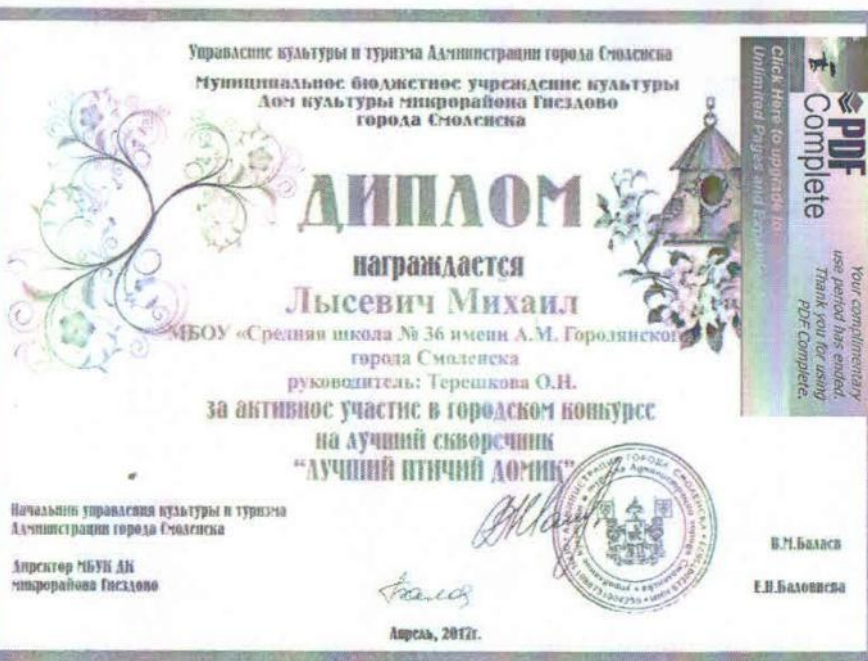 Управление культуры и туризма Администрации города Смоленска
Муниципальное бюджетное учреждение культуры
Дом культуры микрорайона Гнездово
города Смоленска
ДИПЛОМ
награждается
Лысевич Михаил
МБОУ «Средняя школа № 36 имени А.М. Городянского
города Смоленска
руководитель: Терешкова О.Н.
за активное участие в городском конкурсе
на лучший скворечник
"ЛУЧШИЙ ПТИЧИЙ ДОМИК"
Начальник управления культуры и туризма
Администрации города Смоленска
В.М.Балаев
Директор МБУК ДК
микрорайона Гнездово
Е.В.Баловнева
Апрель, 2017г.
PDF
Complete
Click Here to upgrade to
Unlimited Pages and
Your complimentary
use period has ended.
Thank you for using
PDF Complete.